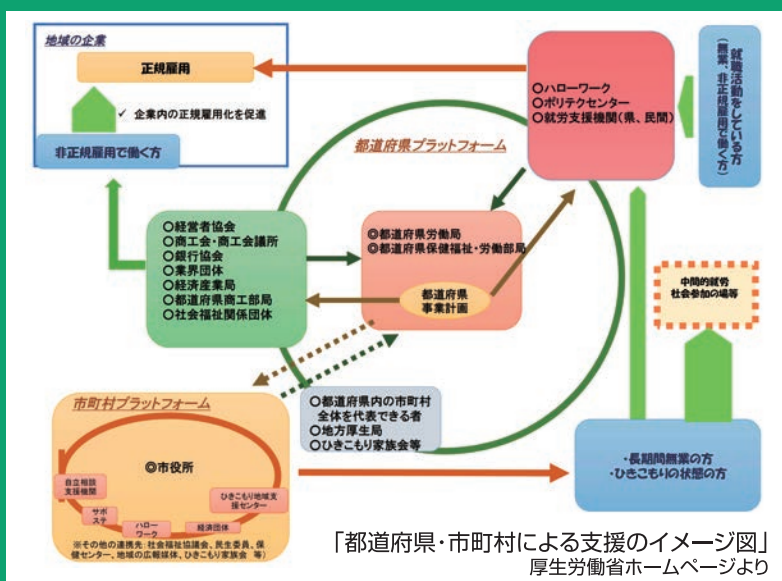 地域の企業
正規雇用
✓ 企業内の正規雇用化を促進
非正規雇用で働く方
〇ハローワーク
〇ポリテクセンター
〇就労支援機関(県、民間)
就職活動をしている方
(無業、非正規雇用で働く方)
都道府県プラットフォーム
〇経営者協会
〇商工会・商工会議所
〇銀行協会
〇業界団体
〇経済産業局
〇都道府県商工部局
〇社会福祉関係団体
◎都道府県労働局
◎都道府県保健福祉・労働部局
都道府県
事業計画
中間的就労
社会参加の場等
市町村プラットフォーム
◎市役所
自立相談
支援機関
サポ
ステ
ハロー
ワーク
経済団体
ひきこもり地域支
援センター
※その他の連携先:社会福祉協議会、民生委員、保
健センター、地域の広報媒体、ひきこもり家族会 等)
〇都道府県内の市町村
全体を代表できる者
〇地方厚生局
〇ひきこもり家族会等
・長期間無業の方
・ひきこもりの状態の方
「都道府県・市町村による支援のイメージ図」
厚生労働省ホームページより